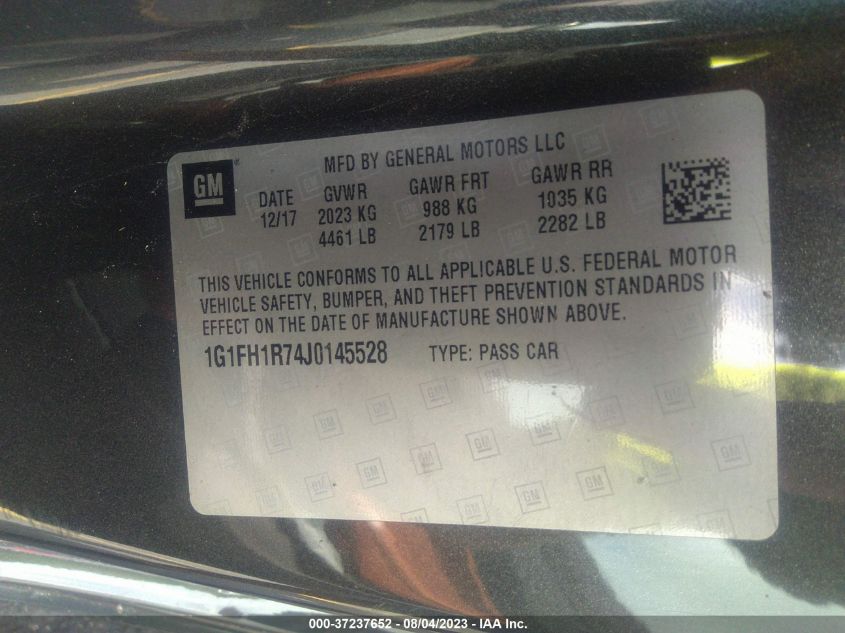 MFD BY GENERAL MOTORS LLC
GM
DATE GVWR GAWR FRT GAWR RR
12/17 2023 KG 988 KG 1035 KG
4461 LB 2179 LB 2282 LB
THIS VEHICLE CONFORMS TO ALL APPLICABLE U.S. FEDERAL MOTOR
VEHICLE SAFETY, BUMPER, AND THEFT PREVENTION STANDARDS IN
EFFECT ON THE DATE OF MANUFACTURE SHOWN ABOVE.
1G1FH1R74J0145528 TYPE: PASS CAR
000-37237652 - 08/04/2023 - IAA Inc.